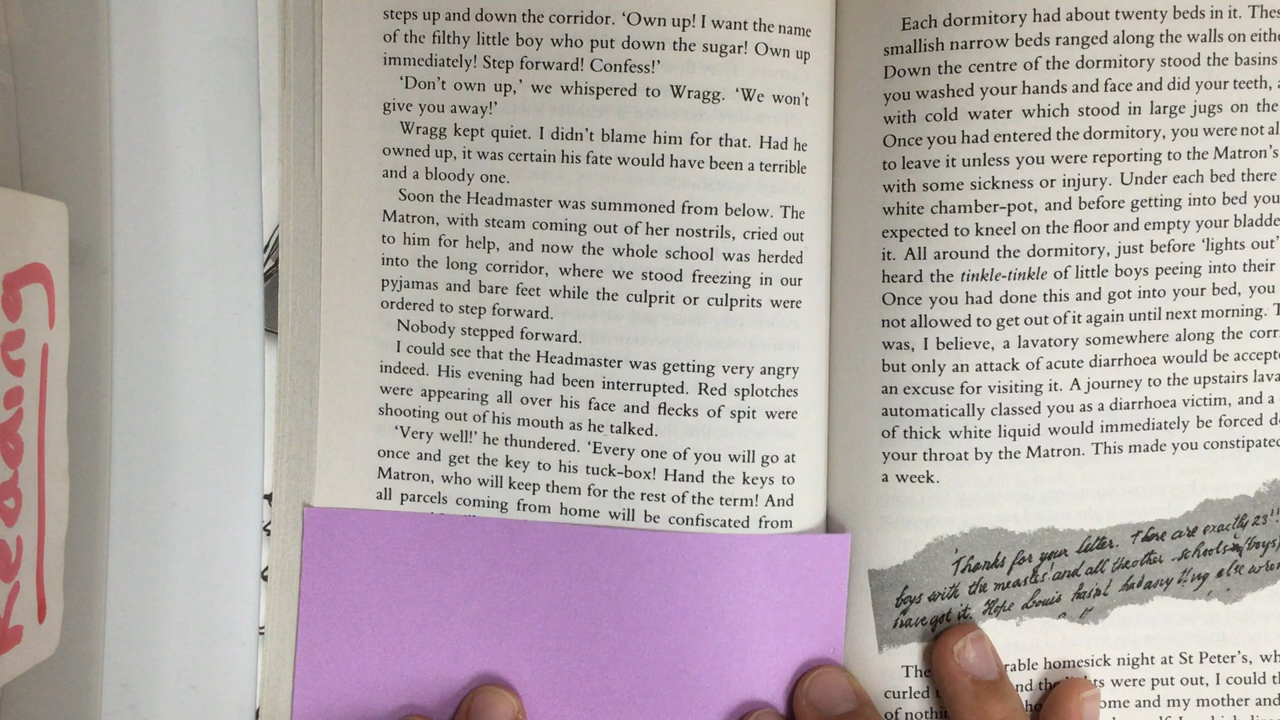 Reading
steps up and down the corridor. ‘Own up! I want the name
of the filthy little boy who put down the sugar! Own up
immediately! Step forward! Confess!’
‘Don’t own up,’ we whispered to Wragg. ‘We won’t
give you away!’
Wragg kept quiet. I didn’t blame him for that. Had he
owned up, it was certain his fate would have been a terrible
and a bloody one.
Soon the Headmaster was summoned from below. The
Matron, with steam coming out of her nostrils, cried out
to him for help, and now the whole school was herded
into the long corridor, where we stood freezing in our
pyjamas and bare feet while the culprit or culprits were
ordered to step forward.
Nobody stepped forward.
I could see that the Headmaster was getting very angry
indeed. His evening had been interrupted. Red splotches
were appearing all over his face and flecks of spit were
shooting out of his mouth as he talked.
‘Very well!’ he thundered. ‘Every one of you will go at
once and get the key to his tuck-box! Hand the keys to
Matron, who will keep them for the rest of the term! And
all parcels coming from home will be confiscated from
Each dormitory had about twenty beds in it.
smallish narrow beds ranged along the walls on
Down the centre of the dormitory stood the basins
you washed your hands and face and did your teeth,
with cold water which stood in large jugs on the
Once you had entered the dormitory, you were not
to leave it unless you were reporting to the Matron’s
with some sickness or injury. Under each bed there
white chamber-pot, and before getting into bed you
expected to kneel on the floor and empty your
it. All around the dormitory, just before ‘lights out’
heard the tinkle-tinkle of little boys peeing into their
Once you had done this and got into your bed, you
not allowed to get out of it again until next morning.
was, I believe, a lavatory somewhere along the
but only an attack of acute diarrhoea would be
an excuse for visiting it. A journey to the upstairs
automatically classed you as a diarrhoea victim, and a
of thick white liquid would immediately be forced
your throat by the Matron. This made you constipated
a week.
Thanks for your letter. There are exactly 23
boys with the measles and all the other schools (boys)
have got it. Hope Louis hasint had any thing else
The homesick night at St Peter’s,
curled were put out, I could
of and my mother and